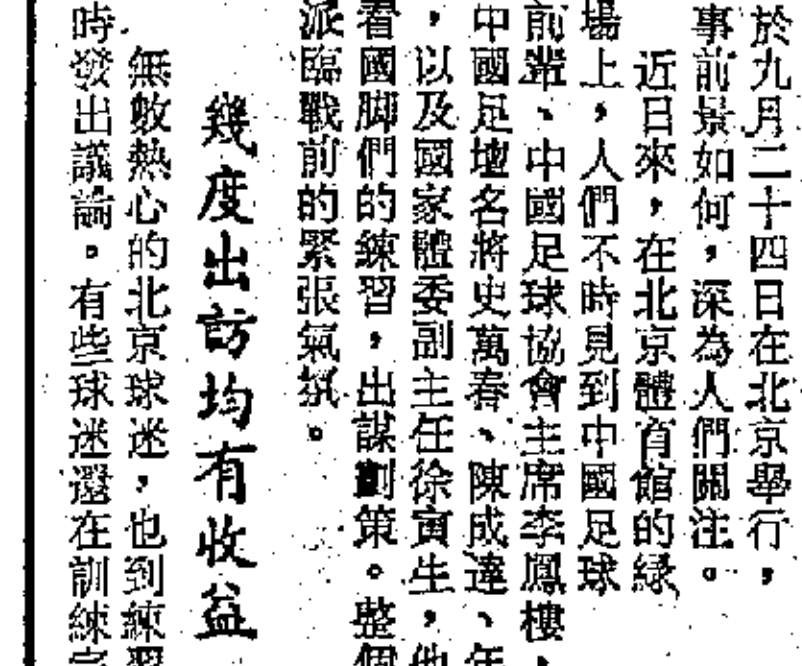 於九月二十四日在北京舉行，
事前景如何，深為人們關注。
近日來，在北京體育館的綠
場上，人們不時見到中國足球
前輩、中國足球協會主席李鳳樓，
中國足壇名將史萬春、陳成達、年
，以及國家體委副主任徐寅生，他
看國脚們的練習，出謀劃策。整個
派臨戰前的緊張氣氛。
幾度出訪均有收益
無數熱心的北京球迷，也到練習
時發出議論。有些球迷還在訓練